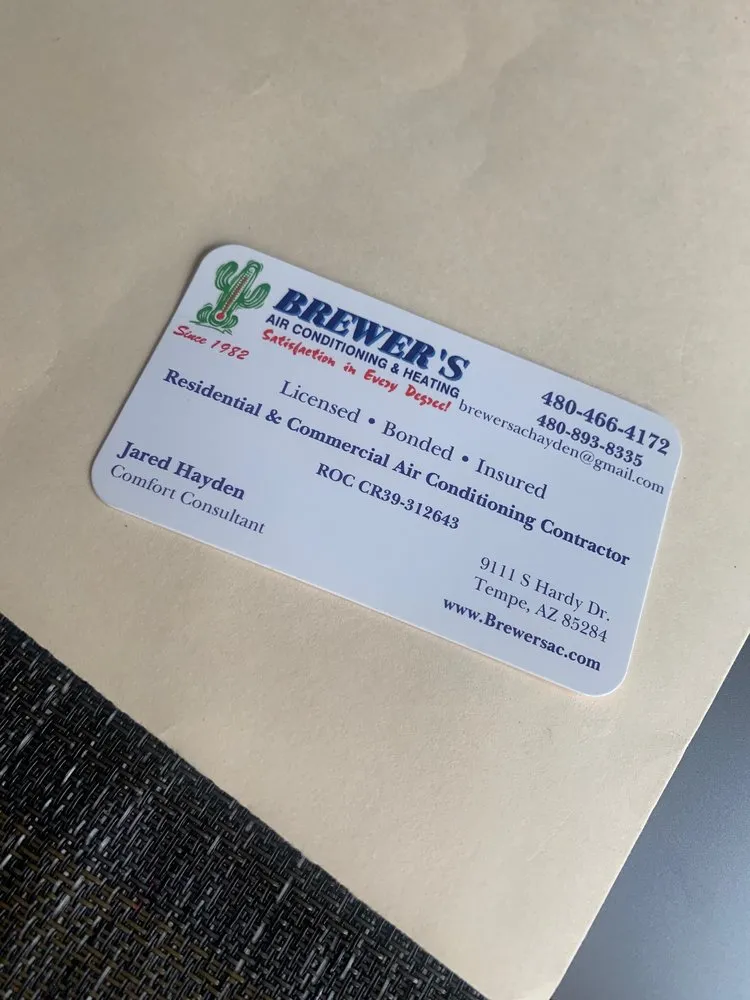 Since 1982
BREWER'S
AIR CONDITIONING & HEATING
Satisfaction in Every Degree!
480-466-4172
480-893-8335
brewersachayden@gmail.com
Licensed • Bonded • Insured
Residential & Commercial Air Conditioning Contractor
ROC CR39-312643
Jared Hayden
Comfort Consultant
9111 S Hardy Dr.
Tempe, AZ 85284
www.Brewersac.com